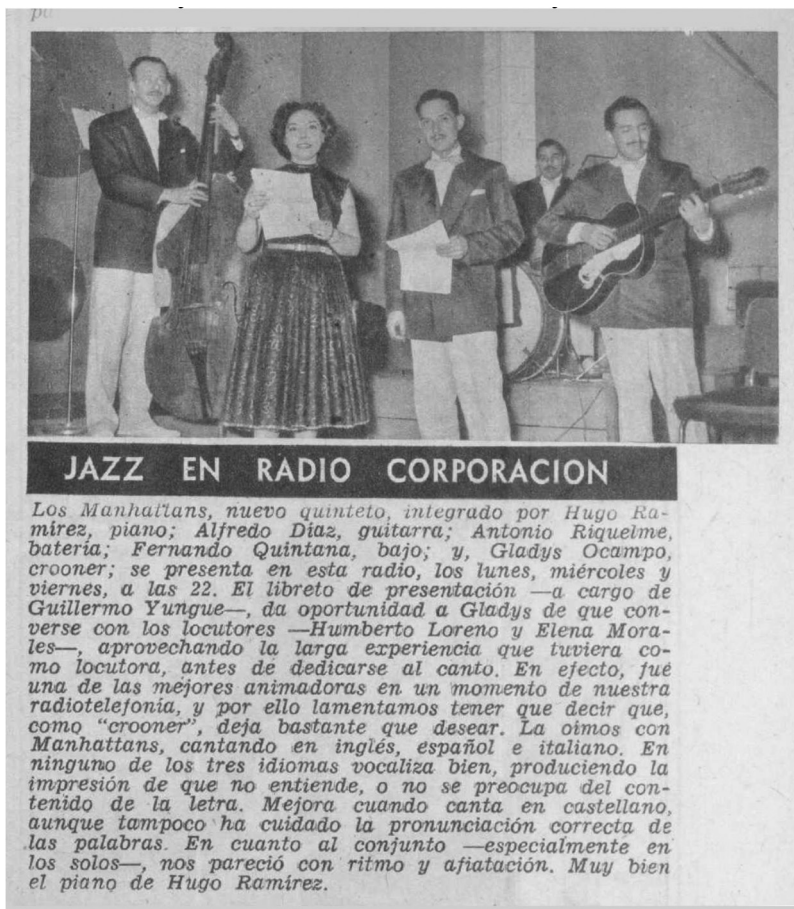 JAZZ EN RADIO CORPORACION
Los Manhattans, nuevo quinteto, integrado por Hugo Ra-
mírez, piano; Alfredo Díaz, guitarra; Antonio Riquelme,
batería; Fernando Quintana, bajo; y, Gladys Ocampo,
crooner; se presenta en esta radio, los lunes, miércoles y
viernes, a las 22. El libreto de presentación —a cargo de
Guillermo Yungue—, da oportunidad a Gladys de que con-
verse con los locutores —Humberto Loreno y Elena Mora-
les—, aprovechando la larga experiencia que tuviera co-
mo locutora, antes de dedicarse al canto. En efecto, fué
una de las mejores animadoras en un momento de nuestra
radiotelefonía, y por ello lamentamos tener que decir que,
como "crooner", deja bastante que desear. La oímos con
Manhattans, cantando en inglés, español e italiano. En
ninguno de los tres idiomas vocaliza bien, produciendo la
impresión de que no entiende, o no se preocupa del con-
tenido de la letra. Mejora cuando canta en castellano,
aunque tampoco ha cuidado la pronunciación correcta de
las palabras. En cuanto al conjunto —especialmente en
los solos—, nos pareció con ritmo y afiatación. Muy bien
el piano de Hugo Ramírez.